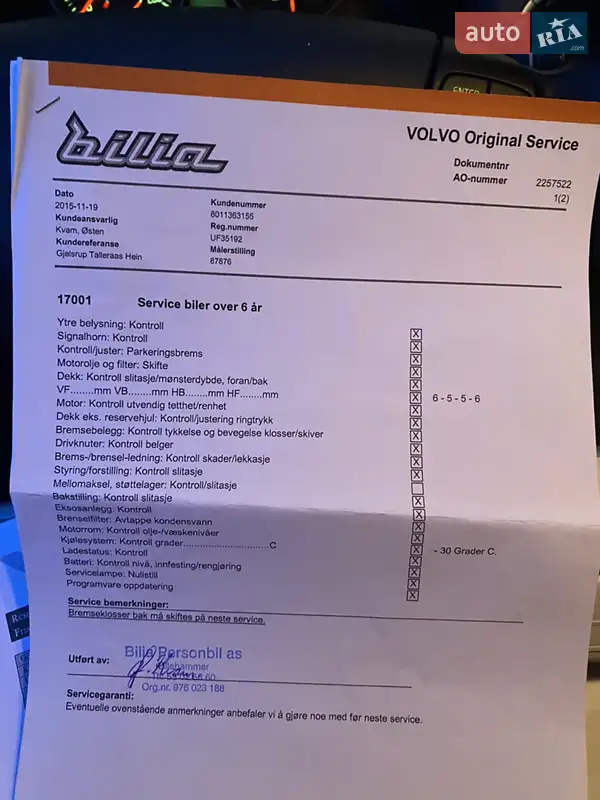 auto RIA .com
ENTER
bilia
VOLVO Original Service
Dokumentnr
AO-nummer 2257522
1(2)
Dato
2015-11-19
Kundeansvarlig
Kvam, Østen
Kundereferanse
Gjelsrup Talleraas Hein
Kundenummer
8011363155
Reg.nummer
UF35192
Målerstilling
87876
17001 Service biler over 6 år
Ytre belysning: Kontroll X
Signalhorn: Kontroll X
Kontroll/juster: Parkeringsbrems X
Motorolje og filter: Skifte X
Dekk: Kontroll slitasje/mønsterdybde, foran/bak X
VF........mm VB........mm HB........mm HF........mm X 6 - 5 - 5 - 6
Motor: Kontroll utvendig tetthet/renhet X
Dekk eks. reservehjul: Kontroll/justering ringtrykk X
Bremsebelegg: Kontroll tykkelse og bevegelse klosser/skiver X
Drivknuter: Kontroll belger X
Brems-/brensel-ledning: Kontroll skader/lekkasje X
Styring/forstilling: Kontroll slitasje X
Mellomaksel, støttelager: Kontroll/slitasje
Bakstilling: Kontroll slitasje X
Eksosanlegg: Kontroll X
Brenselfilter: Avtappe kondensvann X
Motorrom: Kontroll olje-/væskenivåer X
Kjølesystem: Kontroll grader................................C X - 30 Grader C.
Ladestatus: Kontroll X
Batteri: Kontroll nivå, innfesting/rengjøring X
Servicelampe: Nullstill X
Programvare oppdatering X
Service bemerkninger:
Bremseklosser bak må skiftes på neste service.
Utført av:
Bilia Personbil as
Lillehammer
Org.nr. 976 023 188
Servicegaranti:
Eventuelle ovenstående anmerkninger anbefaler vi å gjøre noe med før neste service.